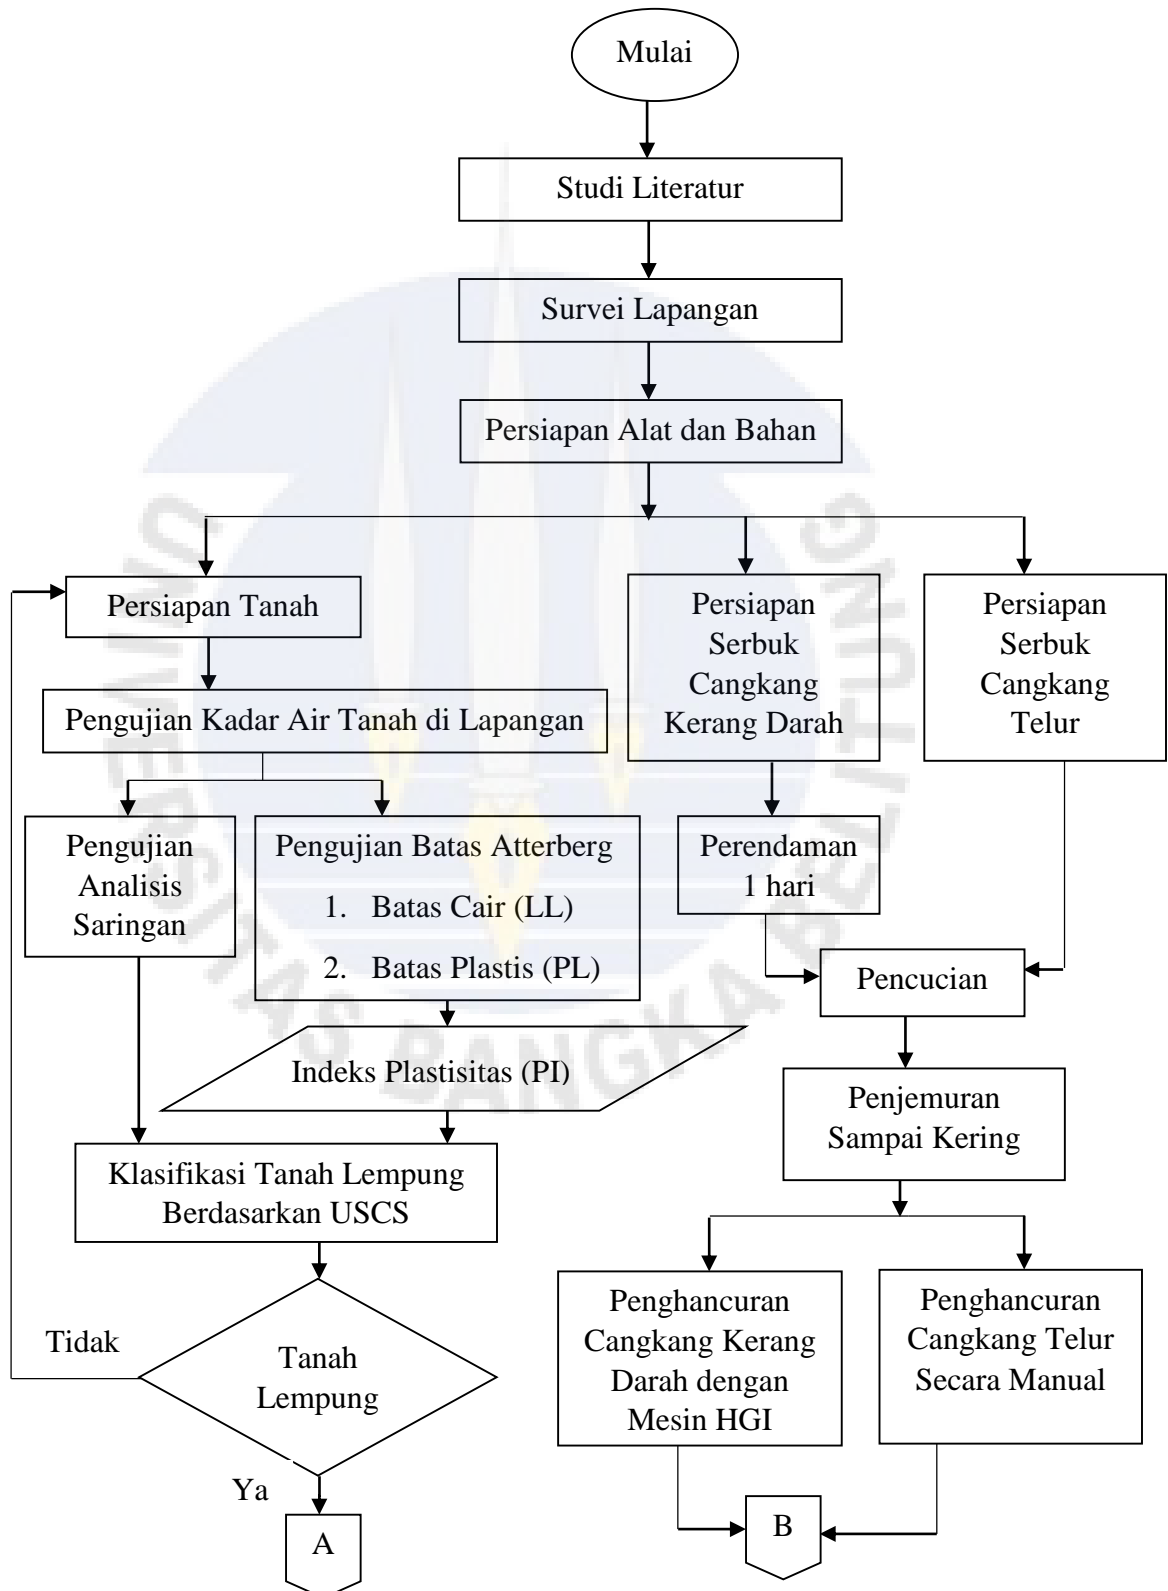 Mulai
Studi Literatur
Survei Lapangan
Persiapan Alat dan Bahan
Persiapan Tanah
Persiapan
Serbuk
Cangkang
Kerang Darah
Persiapan
Serbuk
Cangkang
Telur
Pengujian Kadar Air Tanah di Lapangan
Pengujian
Analisis
Saringan
Pengujian Batas Atterberg
1. Batas Cair (LL)
2. Batas Plastis (PL)
Perendaman
1 hari
Pencucian
Indeks Plastisitas (PI)
Penjemuran
Sampai Kering
Klasifikasi Tanah Lempung
Berdasarkan USCS
Penghancuran
Cangkang Kerang
Darah dengan
Mesin HGI
Penghancuran
Cangkang Telur
Secara Manual
Tidak
Tanah
Lempung
Ya
A
B
UNIVERSITAS BANGKA BELITUNG